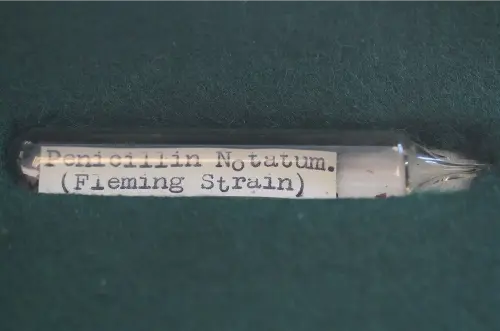 Penicillin Notatum.
(Fleming Strain)